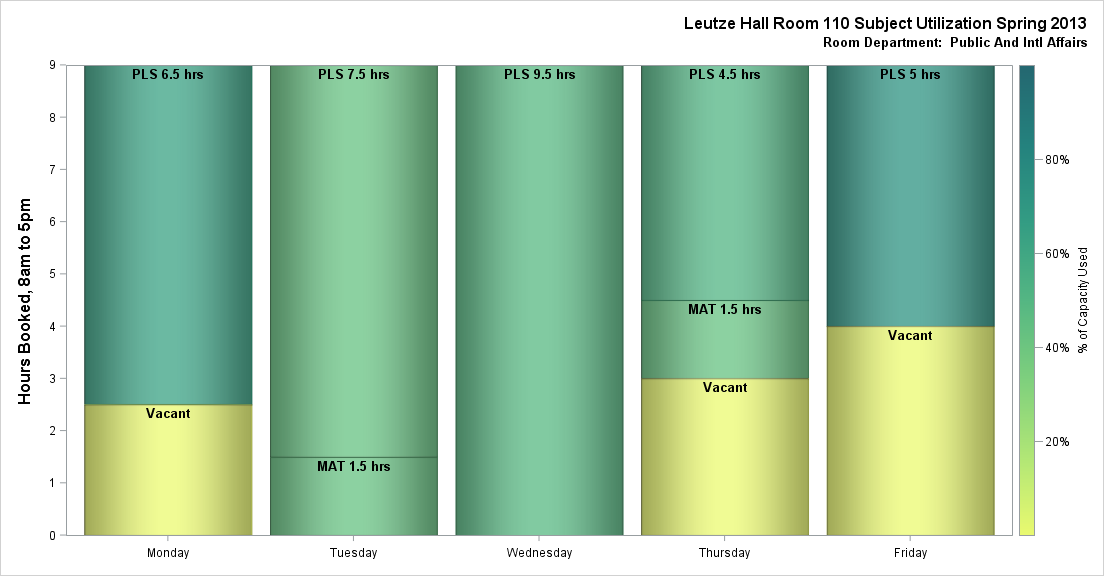 Leutze Hall Room 110 Subject Utilization Spring 2013
Room Department:  Public And Intl Affairs
Hours Booked, 8am to 5pm
9
8
7
6
5
4
3
2
1
0
PLS 6.5 hrs
Vacant
PLS 7.5 hrs
MAT 1.5 hrs
PLS 9.5 hrs
PLS 4.5 hrs
MAT 1.5 hrs
Vacant
PLS 5 hrs
Vacant
Monday
Tuesday
Wednesday
Thursday
Friday
80%
60%
40%
20%
% of Capacity Used